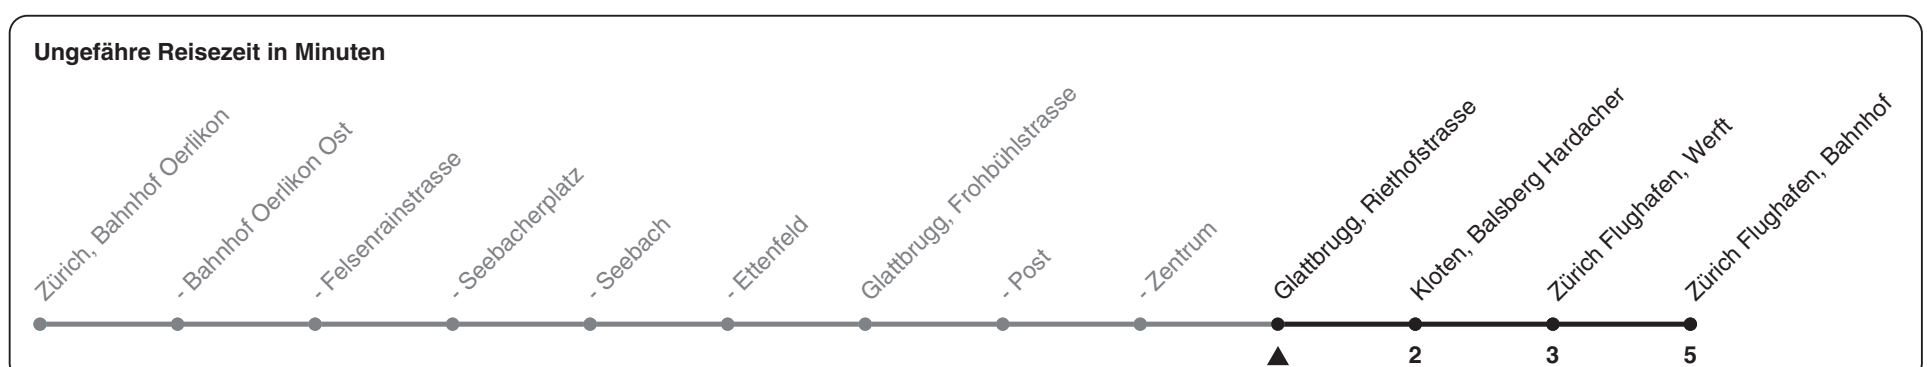 Ungefähre Reisezeit in Minuten
Zürich, Bahnhof Oerlikon
- Bahnhof Oerlikon Ost
- Felsenrainstrasse
- Seebacherplatz
- Seebach
- Ettenfeld
Glattbrugg, Frohbühlstrasse
- Post
- Zentrum
Glattbrugg, Riethofstrasse
Kloten, Balsberg Hardacher
Zürich Flughafen, Werft
Zürich Flughafen, Bahnhof
2 3 5